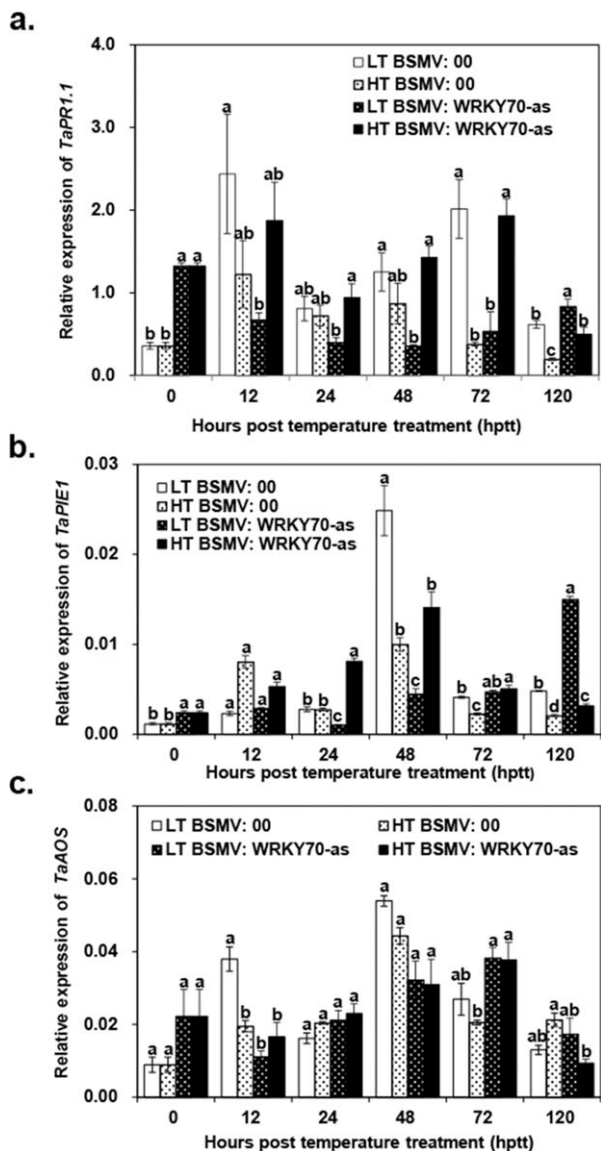 a.
Relative expression of TaPR1.1
4.0
3.0
2.0
1.0
0.0
LT BSMV: 00
HT BSMV: 00
LT BSMV: WRKY70-as
HT BSMV: WRKY70-as
b b a a
a ab b ab
ab ab b a
a ab b a
a b b a
b c a b
0 12 24 48 72 120
Hours post temperature treatment (hptt)
b.
Relative expression of TaPIE1
0.03
0.02
0.01
0.00
LT BSMV: 00
HT BSMV: 00
LT BSMV: WRKY70-as
HT BSMV: WRKY70-as
b b a a
b a a a
b b c a
a b c b
b c ab a
b d a c
0 12 24 48 72 120
Hours post temperature treatment (hptt)
c.
Relative expression of TaAOS
0.08
0.06
0.04
0.02
0.00
LT BSMV: 00 HT BSMV: 00
LT BSMV: WRKY70-as HT BSMV: WRKY70-as
a a a a
a b b b
a a a a
a a a a
ab b a a
ab a ab b
0 12 24 48 72 120
Hours post temperature treatment (hptt)